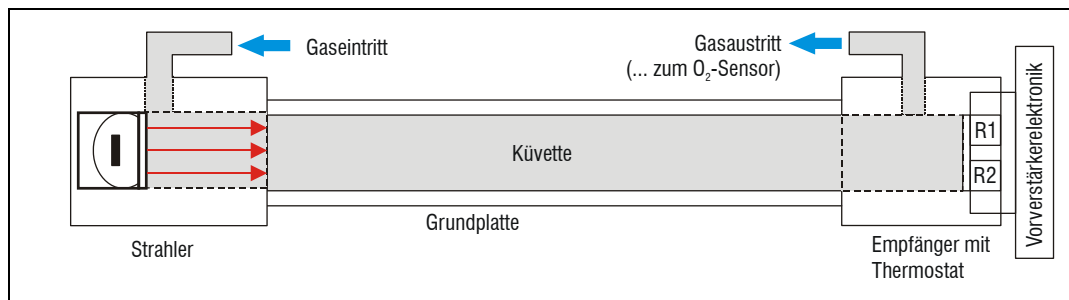 Gaseintritt
Gasaustritt
(... zum O₂-Sensor)
Küvette
R1
R2
Vorverstärkerelektronik
Strahler
Grundplatte
Empfänger mit
Thermostat